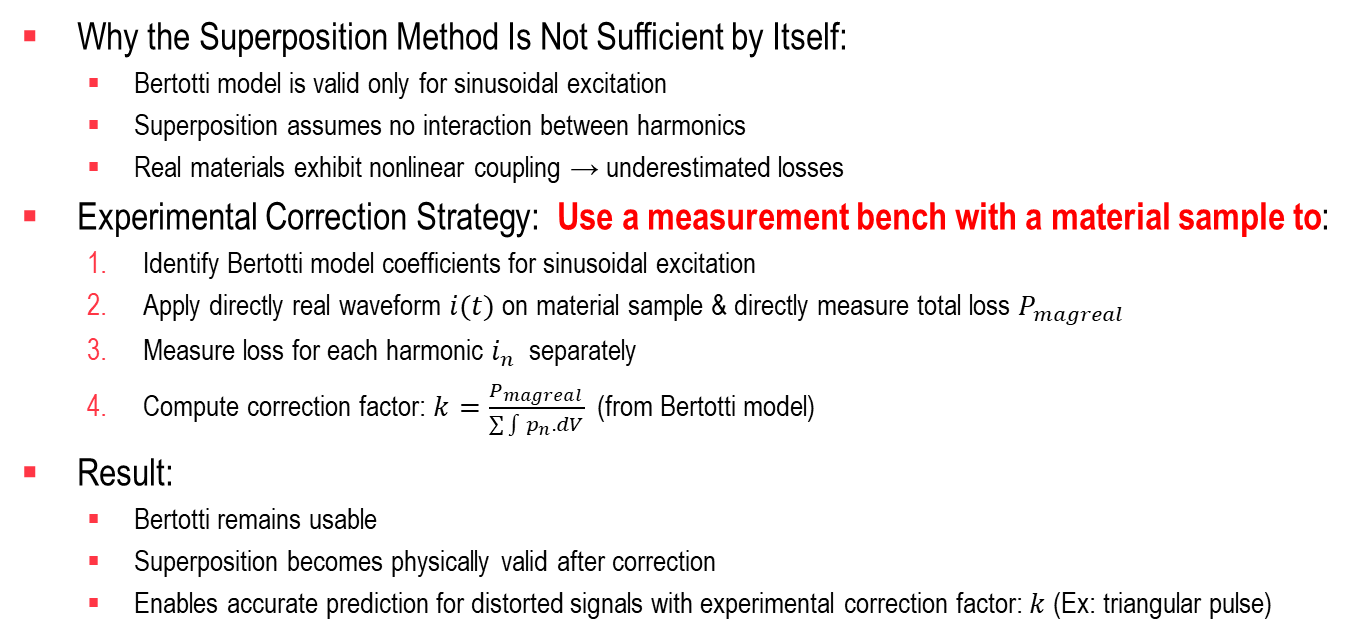 Why the Superposition Method Is Not Sufficient by Itself:
Bertotti model is valid only for sinusoidal excitation
Superposition assumes no interaction between harmonics
Real materials exhibit nonlinear coupling → underestimated losses
Experimental Correction Strategy: Use a measurement bench with a material sample to:
1. Identify Bertotti model coefficients for sinusoidal excitation
2. Apply directly real waveform i(t) on material sample & directly measure total loss P_magreal
3. Measure loss for each harmonic i_n separately
4. Compute correction factor: k = P_magreal / ∑∫ p_n.dV (from Bertotti model)
Result:
Bertotti remains usable
Superposition becomes physically valid after correction
Enables accurate prediction for distorted signals with experimental correction factor: k (Ex: triangular pulse)